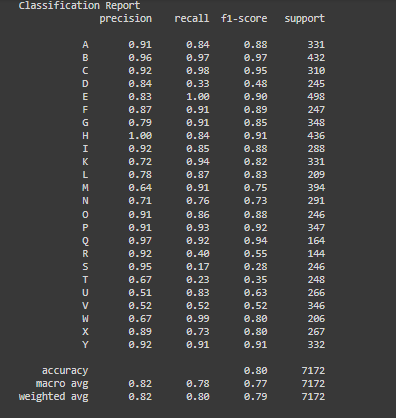 Classification Report
precision recall f1-score support
A 0.91 0.84 0.88 331
B 0.96 0.97 0.97 432
C 0.92 0.98 0.95 310
D 0.84 0.33 0.48 245
E 0.83 1.00 0.90 498
F 0.87 0.91 0.89 247
G 0.79 0.91 0.85 348
H 1.00 0.84 0.91 436
I 0.92 0.85 0.88 288
K 0.72 0.94 0.82 331
L 0.78 0.87 0.83 209
M 0.64 0.91 0.75 394
N 0.71 0.76 0.73 291
O 0.91 0.86 0.88 246
P 0.91 0.93 0.92 347
Q 0.97 0.92 0.94 164
R 0.92 0.40 0.55 144
S 0.95 0.17 0.28 246
T 0.67 0.23 0.35 248
U 0.51 0.83 0.63 266
V 0.52 0.52 0.52 346
W 0.67 0.99 0.80 206
X 0.89 0.73 0.80 267
Y 0.92 0.91 0.91 332
accuracy 0.80 7172
macro avg 0.82 0.78 0.77 7172
weighted avg 0.82 0.80 0.79 7172